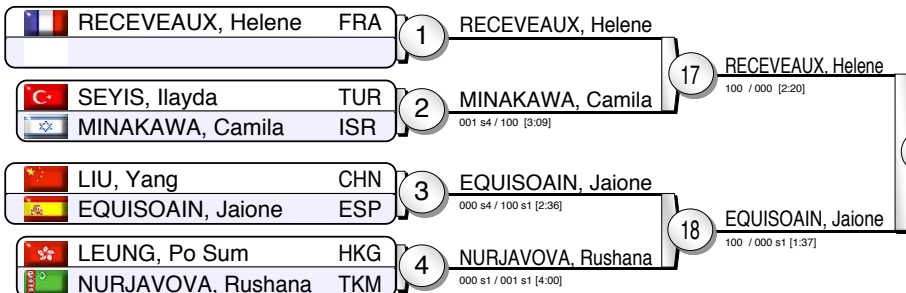 RECEVEAUX, Helene FRA
1
RECEVEAUX, Helene
17
RECEVEAUX, Helene
100 / 000 [2:20]
SEYIS, Ilayda TUR
MINAKAWA, Camila ISR
2
MINAKAWA, Camila
001 s4 / 100 [3:09]
LIU, Yang CHN
EQUISOAIN, Jaione ESP
3
EQUISOAIN, Jaione
000 s4 / 100 s1 [2:36]
18
EQUISOAIN, Jaione
100 / 000 s1 [1:37]
LEUNG, Po Sum HKG
NURJAVOVA, Rushana TKM
4
NURJAVOVA, Rushana
000 s1 / 001 s1 [4:00]